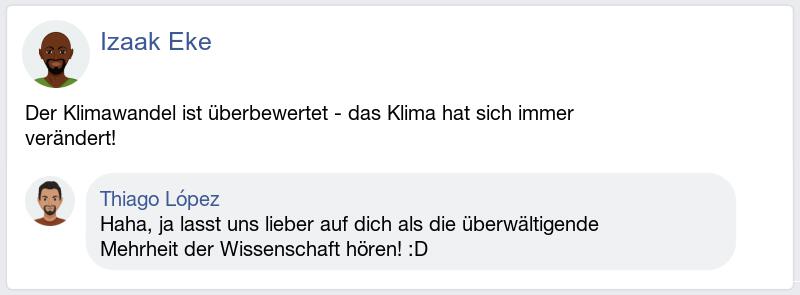 Izaak Eke
Der Klimawandel ist überbewertet - das Klima hat sich immer
verändert!
Thiago López
Haha, ja lasst uns lieber auf dich als die überwältigende
Mehrheit der Wissenschaft hören! :D